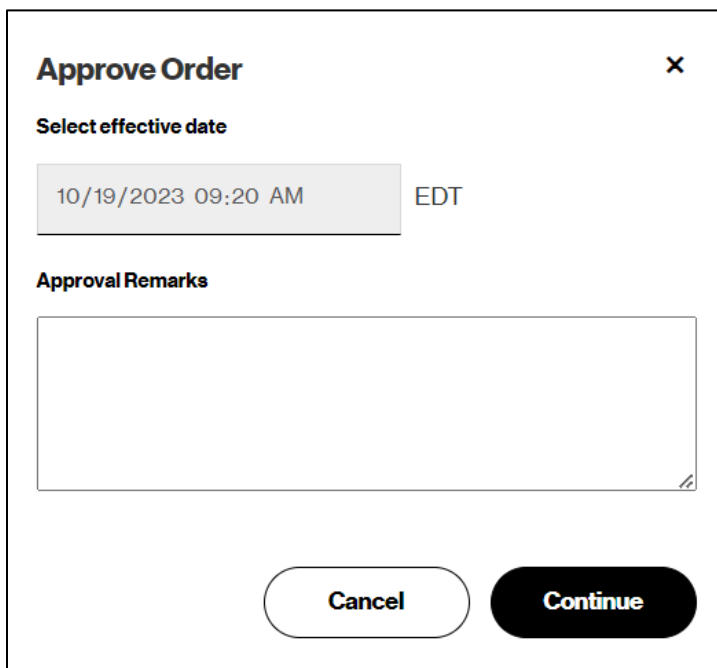 Approve Order
Select effective date
10/19/2023 09:20 AM EDT
Approval Remarks
Cancel Continue